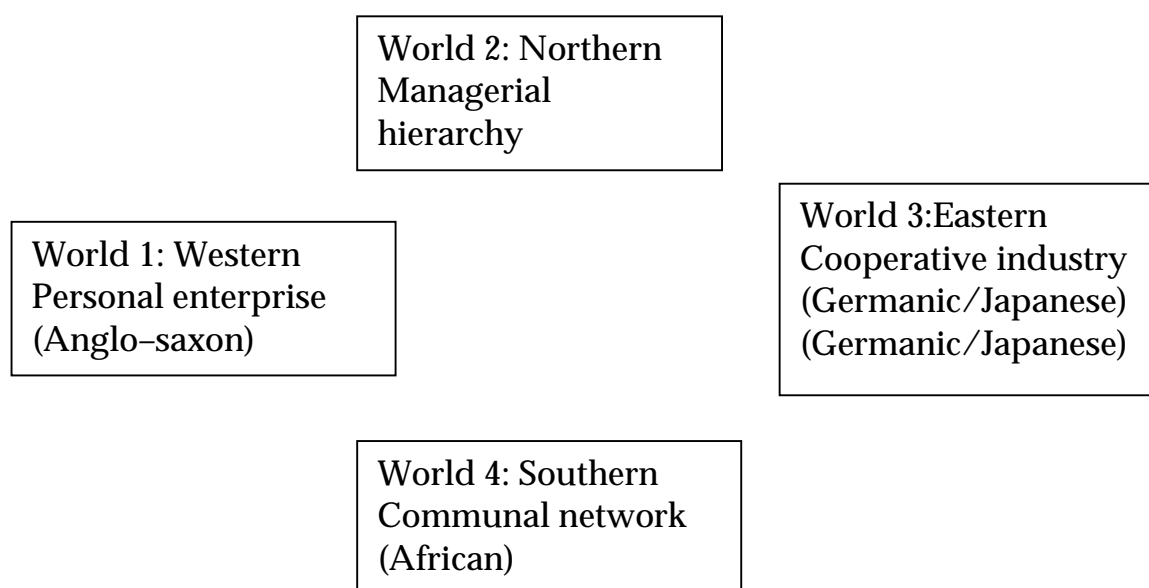 World 2: Northern
Managerial
hierarchy
World 3:Eastern
Cooperative industry
(Germanic/Japanese)
(Germanic/Japanese)
World 1: Western
Personal enterprise
(Anglo–saxon)
World 4: Southern
Communal network
(African)